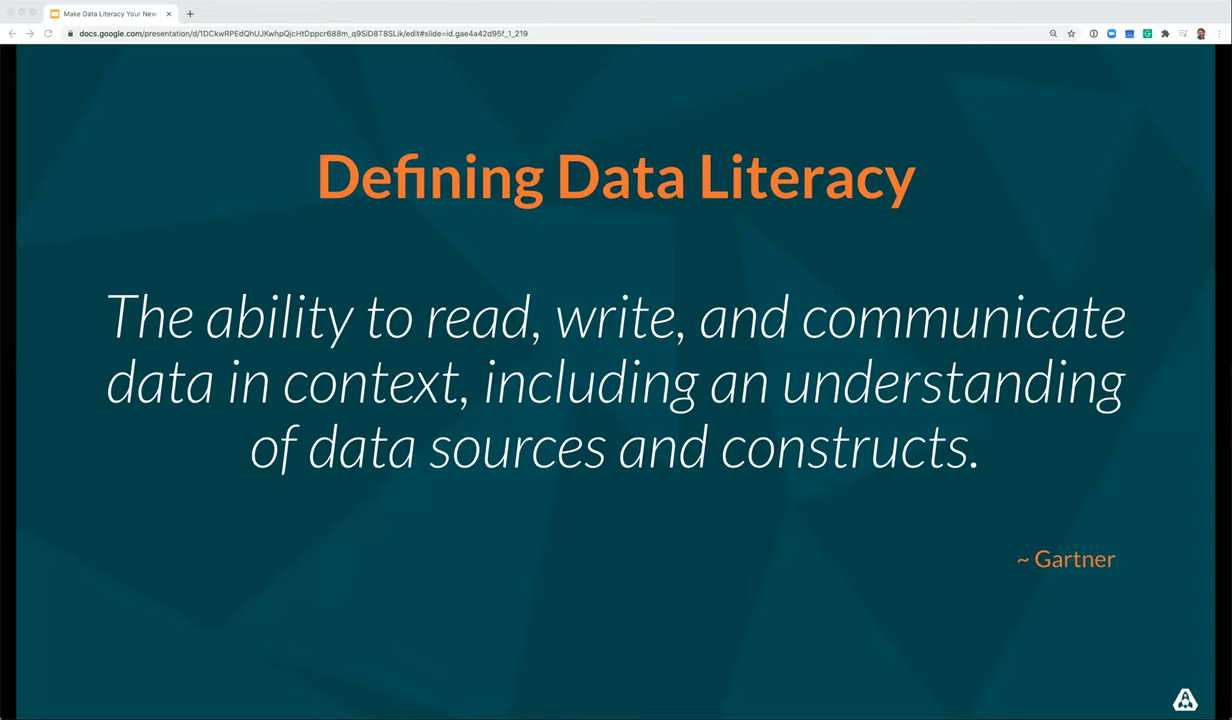 Make Data Literacy Your New
docs.google.com/presentation/d/1DCkwRPEdQhUJKwhpQjcHtDppcr688m_q9SiD8T8SLik/edit#slide=id.gae4a42d95f_1_219
Defining Data Literacy
The ability to read, write, and communicate
data in context, including an understanding
of data sources and constructs.
~ Gartner